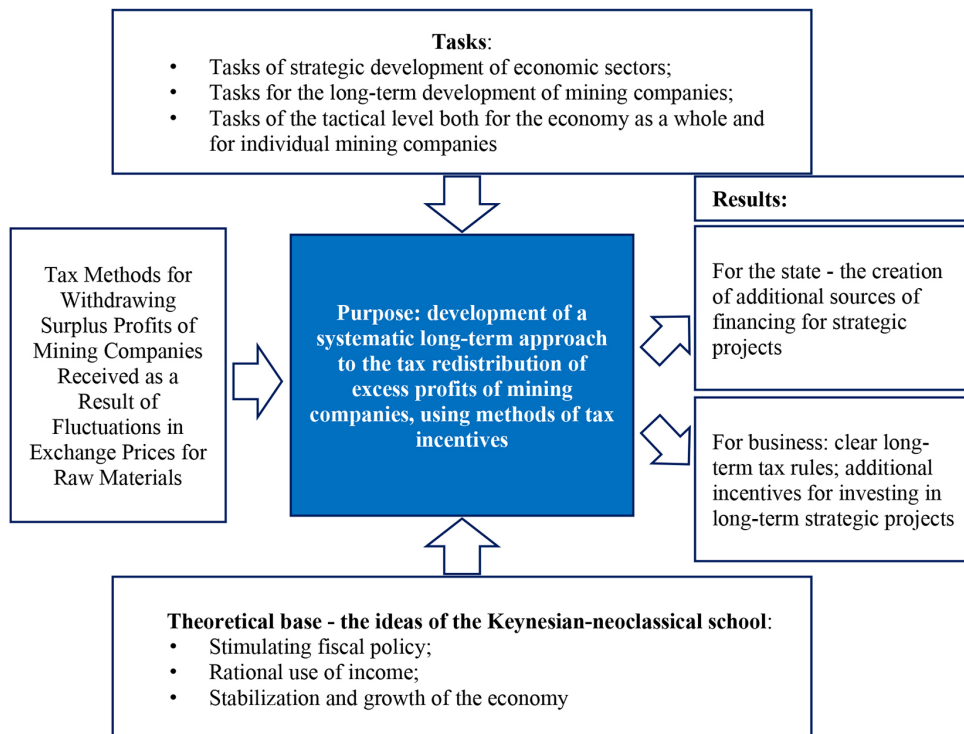 Tasks:
• Tasks of strategic development of economic sectors;
• Tasks for the long-term development of mining companies;
• Tasks of the tactical level both for the economy as a whole and
for individual mining companies
Tax Methods for
Withdrawing
Surplus Profits of
Mining Companies
Received as a
Result of
Fluctuations in
Exchange Prices for
Raw Materials
Purpose: development of a
systematic long-term approach
to the tax redistribution of
excess profits of mining
companies, using methods of tax
incentives
Results:
For the state - the creation
of additional sources of
financing for strategic
projects
For business: clear long-
term tax rules; additional
incentives for investing in
long-term strategic projects
Theoretical base - the ideas of the Keynesian-neoclassical school:
• Stimulating fiscal policy;
• Rational use of income;
• Stabilization and growth of the economy